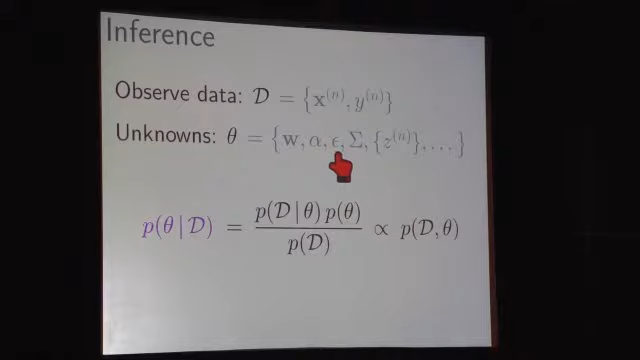 Inference
Observe data: 𝒟 = {x⁽ⁿ⁾, y⁽ⁿ⁾}
Unknowns: θ = {w, α, ϵ, Σ, {z⁽ⁿ⁾}, . . . }
p(θ | 𝒟) = p(𝒟 | θ) p(θ) / p(𝒟) ∝ p(𝒟, θ)